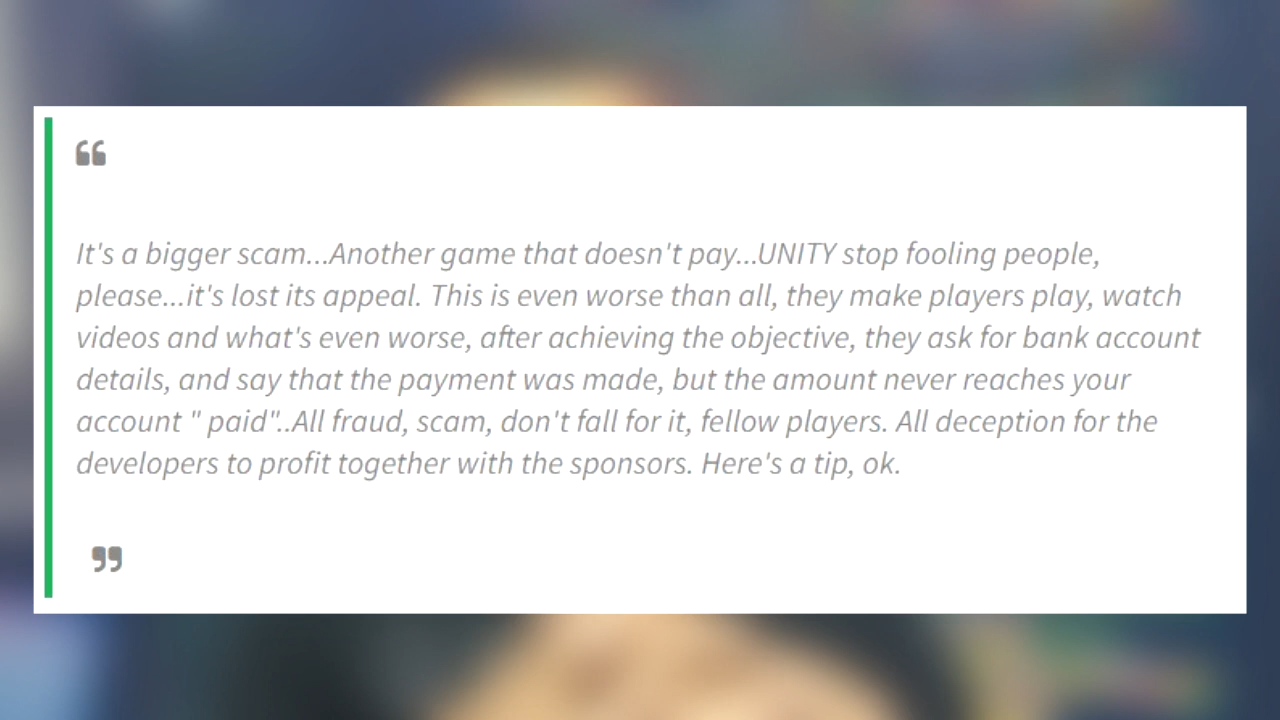 “
It's a bigger scam...Another game that doesn't pay...UNITY stop fooling people,
please...it's lost its appeal. This is even worse than all, they make players play, watch
videos and what's even worse, after achieving the objective, they ask for bank account
details, and say that the payment was made, but the amount never reaches your
account " paid"..All fraud, scam, don't fall for it, fellow players. All deception for the
developers to profit together with the sponsors. Here's a tip, ok.
”